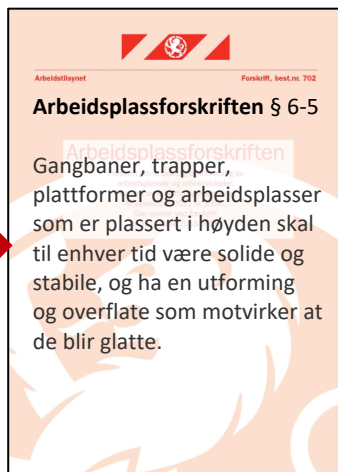 Arbeidstilsynet
Forskrift, best.nr. 702
Arbeidsplassforskriften § 6-5
Arbeidsplassforskriften
Gangbaner, trapper,
plattformer og arbeidsplasser
som er plassert i høyden skal
til enhver tid være solide og
stabile, og ha en utforming
og overflate som motvirker at
de blir glatte.